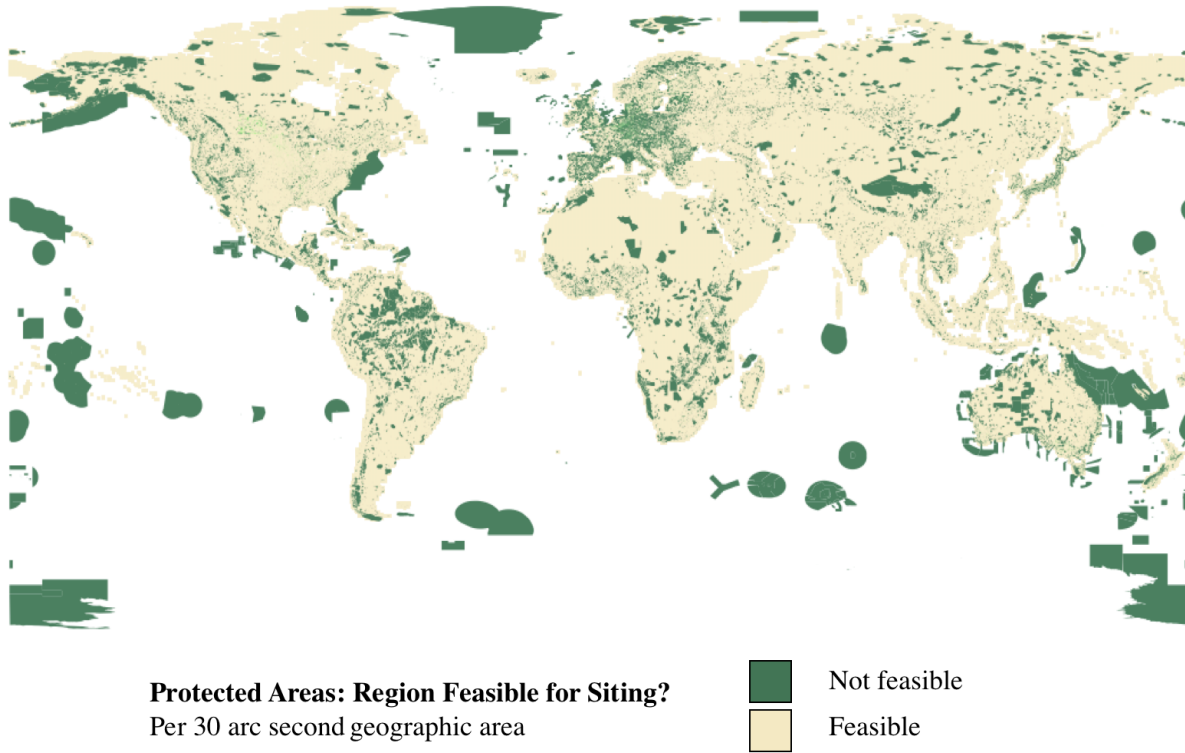 Protected Areas: Region Feasible for Siting?
Per 30 arc second geographic area
Not feasible
Feasible